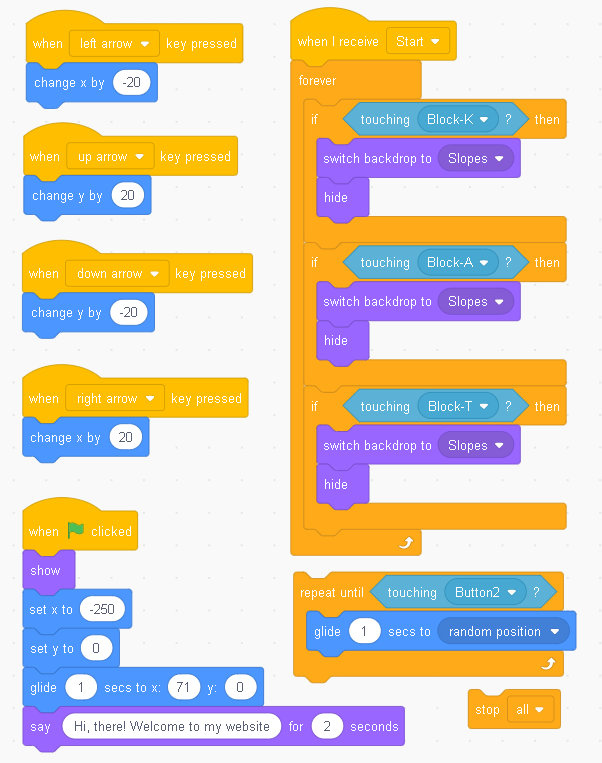 when left arrow key pressed
change x by -20
when up arrow key pressed
change y by 20
when down arrow key pressed
change y by -20
when right arrow key pressed
change x by 20
when clicked
show
set x to -250
set y to 0
glide 1 secs to x: 71 y: 0
say Hi, there! Welcome to my website for 2 seconds
when I receive Start
forever
if touching Block-K ? then
switch backdrop to Slopes
hide
if touching Block-A ? then
switch backdrop to Slopes
hide
if touching Block-T ? then
switch backdrop to Slopes
hide
repeat until touching Button2 ?
glide 1 secs to random position
stop all